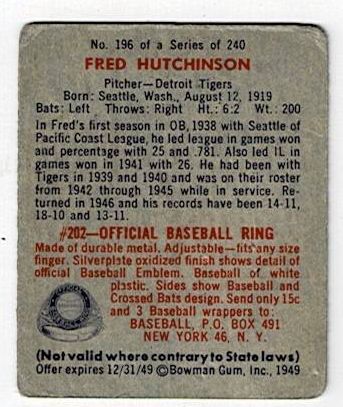 No. 196 of a Series of 240
FRED HUTCHINSON
Pitcher—Detroit Tigers
Born: Seattle, Wash., August 12, 1919
Bats: Left Throws: Right Ht.: 6:2 Wt.: 200
In Fred's first season in OB, 1938 with Seattle of
Pacific Coast League, he led league in games won
and percentage with 25 and .781. Also led IL in
games won in 1941 with 26. He had been with
Tigers in 1939 and 1940 and was on their roster
from 1942 through 1945 while in service. Re-
turned in 1946 and his records have been 14-11,
18-10 and 13-11.
#202—OFFICIAL BASEBALL RING
Made of durable metal. Adjustable—fits any size
finger. Silverplate oxidized finish shows detail of
official Baseball Emblem. Baseball of white
plastic. Sides show Baseball and
Crossed Bats design. Send only 15c
and 3 Baseball wrappers to:
BASEBALL, P.O. BOX 491
NEW YORK 46, N. Y.
(Not valid where contrary to State laws)
Offer expires 12/31/49 ©Bowman Gum, Inc., 1949